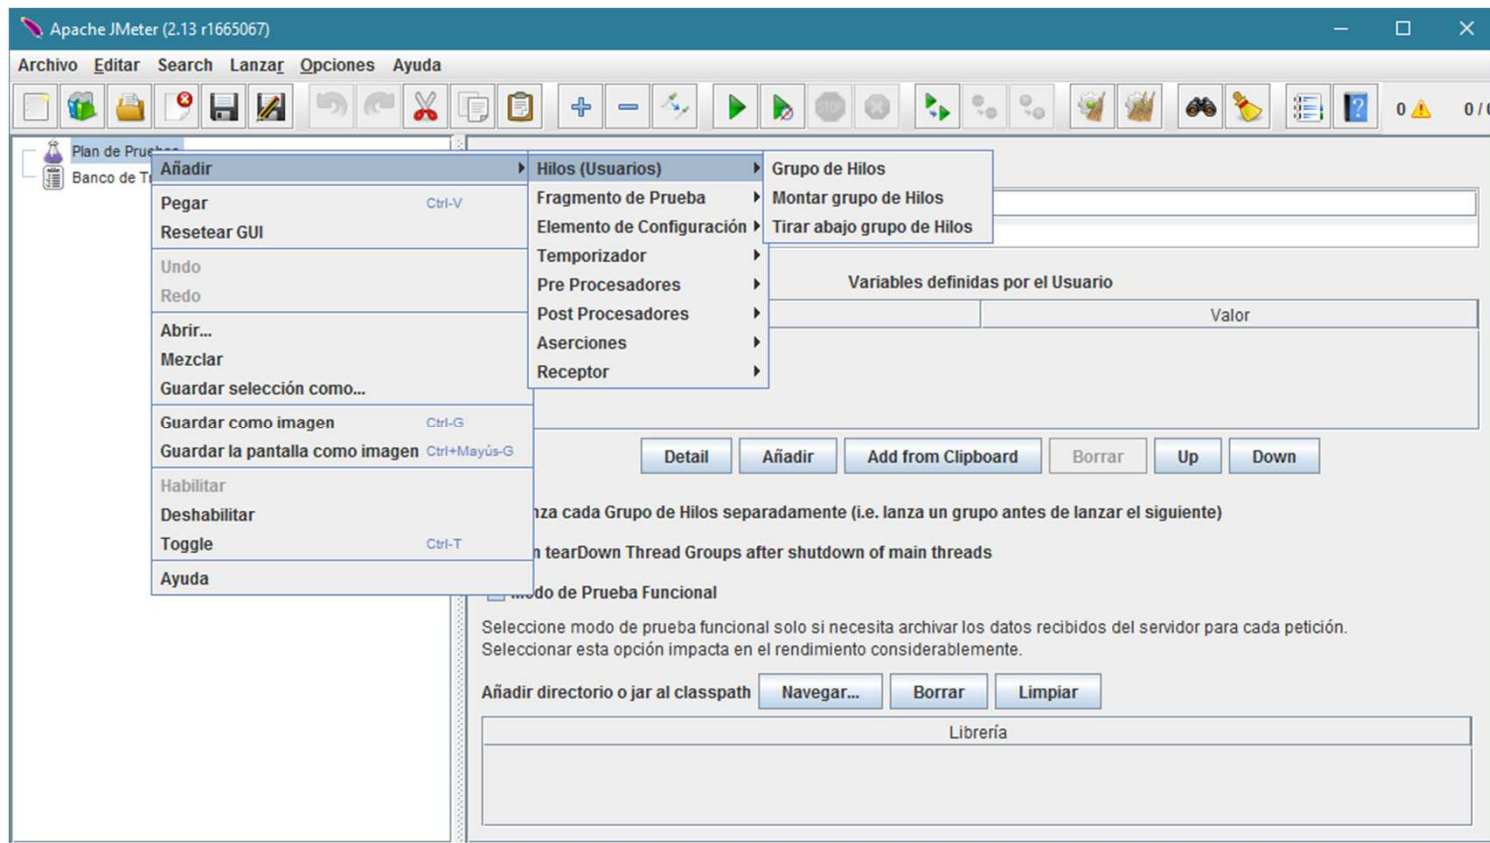 Apache JMeter (2.13 r1665067)
Archivo Editar Search Lanzar Opciones Ayuda
0 0 /
Plan de Pruebas
Banco de
Añadir
Pegar Ctrl-V
Resetear GUI
Undo
Redo
Abrir...
Mezclar
Guardar selección como...
Guardar como imagen Ctrl-G
Guardar la pantalla como imagen Ctrl+Mayús-G
Habilitar
Deshabilitar
Toggle Ctrl-T
Ayuda
Hilos (Usuarios)
Fragmento de Prueba
Elemento de Configuración
Temporizador
Pre Procesadores
Post Procesadores
Aserciones
Receptor
Grupo de Hilos
Montar grupo de Hilos
Tirar abajo grupo de Hilos
Variables definidas por el Usuario
Valor
Detail Añadir Add from Clipboard Borrar Up Down
cada Grupo de Hilos separadamente (i.e. lanza un grupo antes de lanzar el siguiente)
tearDown Thread Groups after shutdown of main threads
Modo de Prueba Funcional
Seleccione modo de prueba funcional solo si necesita archivar los datos recibidos del servidor para cada petición.
Seleccionar esta opción impacta en el rendimiento considerablemente.
Añadir directorio o jar al classpath Navegar... Borrar Limpiar
Librería